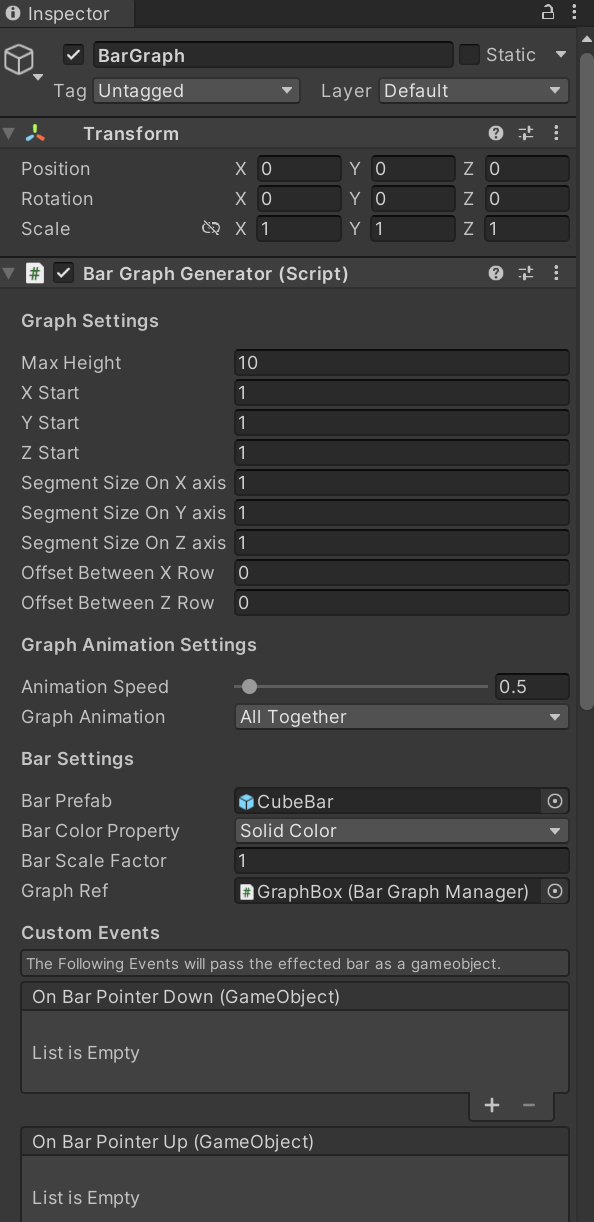 Inspector
BarGraph Static
Tag Untagged Layer Default
Transform
Position X 0 Y 0 Z 0
Rotation X 0 Y 0 Z 0
Scale X 1 Y 1 Z 1
# Bar Graph Generator (Script)
Graph Settings
Max Height 10
X Start 1
Y Start 1
Z Start 1
Segment Size On X axis 1
Segment Size On Y axis 1
Segment Size On Z axis 1
Offset Between X Row 0
Offset Between Z Row 0
Graph Animation Settings
Animation Speed 0.5
Graph Animation All Together
Bar Settings
Bar Prefab CubeBar
Bar Color Property Solid Color
Bar Scale Factor 1
Graph Ref # GraphBox (Bar Graph Manager)
Custom Events
The Following Events will pass the effected bar as a gameobject.
On Bar Pointer Down (GameObject)
List is Empty
+ −
On Bar Pointer Up (GameObject)
List is Empty